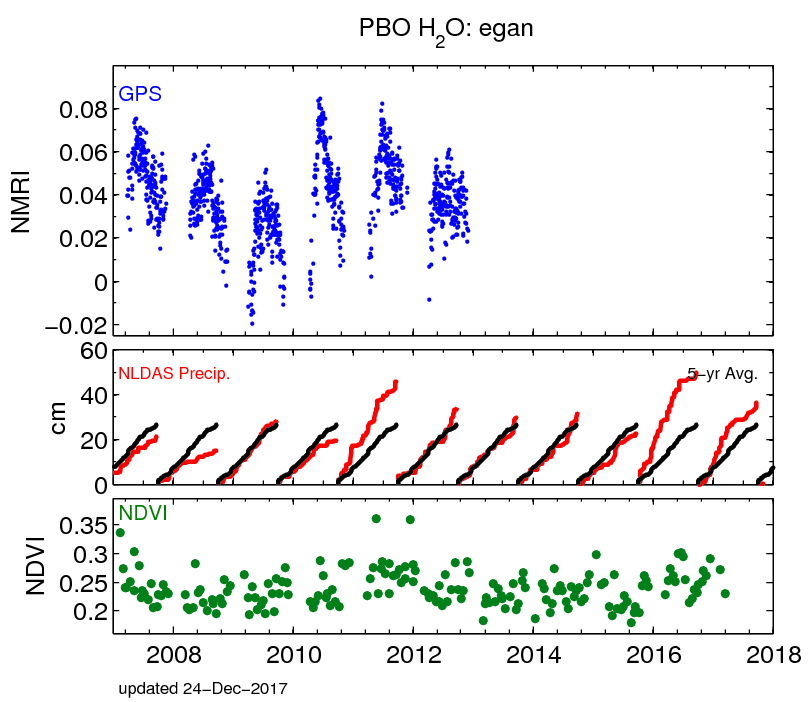 PBO H2O: egan
GPS
NMRI
0.08
0.06
0.04
0.02
0
−0.02
NLDAS Precip.
5−yr Avg.
cm
60
40
20
0
NDVI
NDVI
0.35
0.3
0.25
0.2
2008 2010 2012 2014 2016 2018
updated 24−Dec−2017